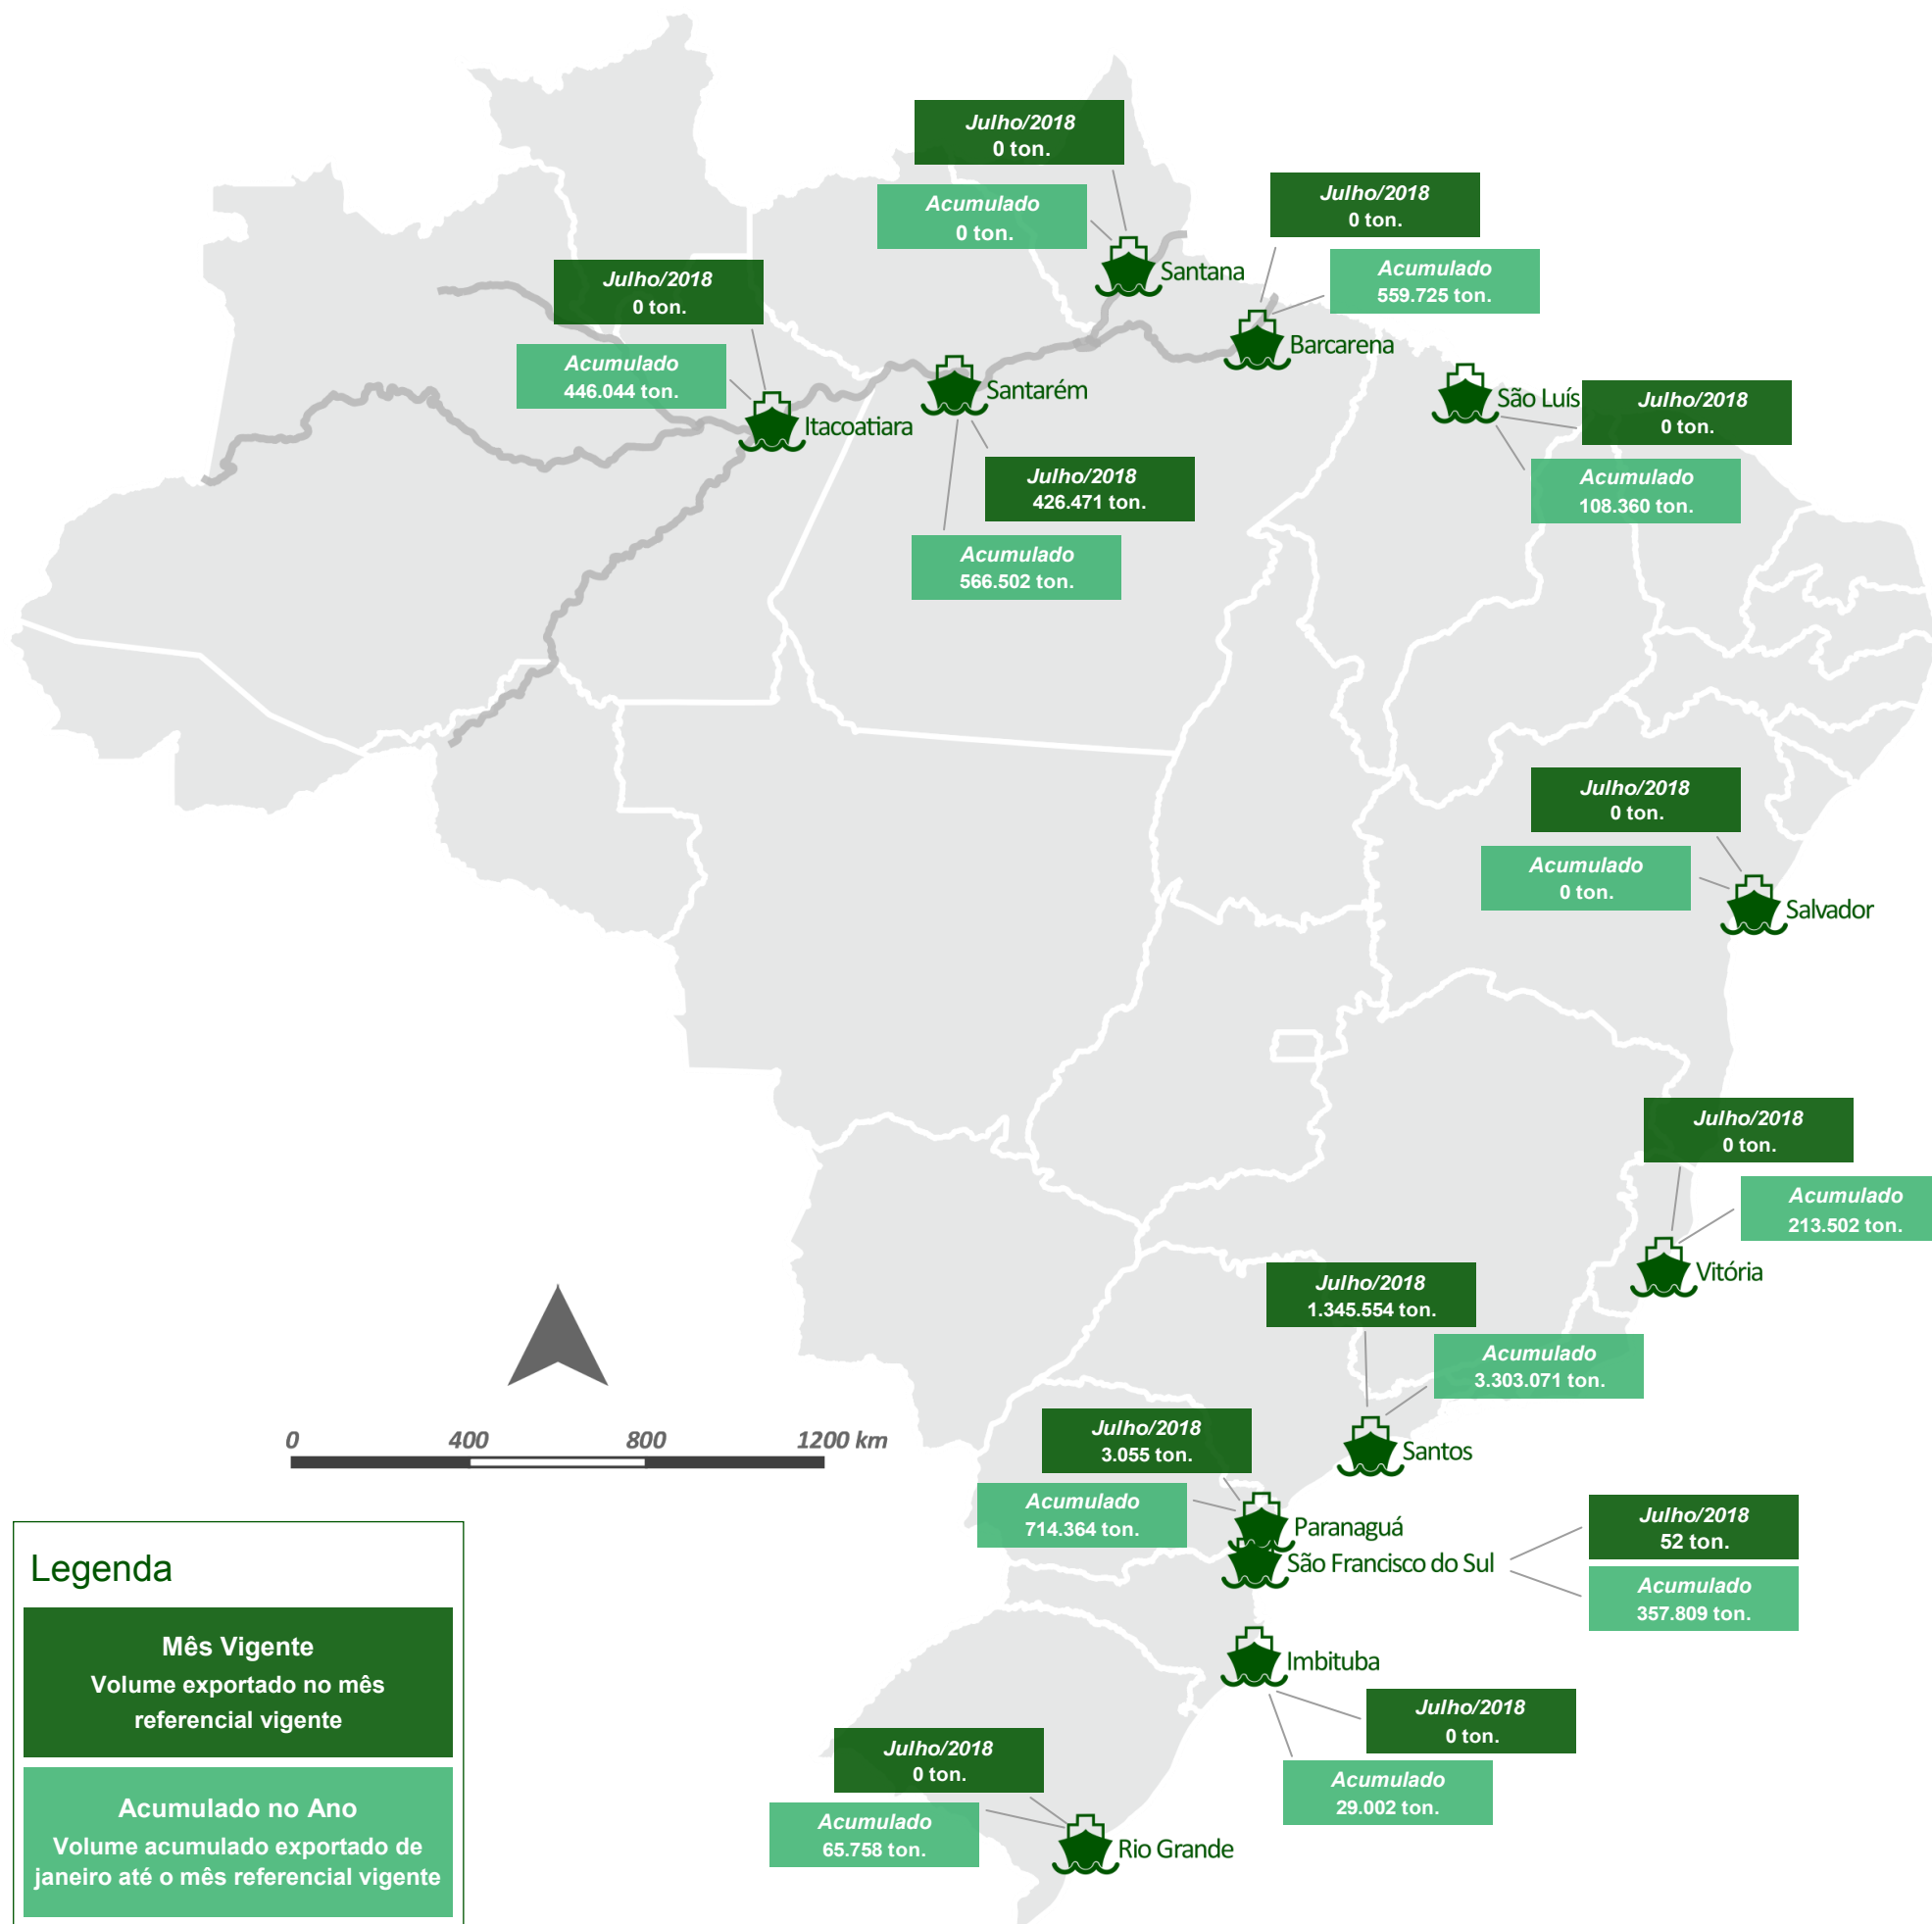 Julho/2018
0 ton.
Acumulado
0 ton.
Santana
Julho/2018
0 ton.
Acumulado
559.725 ton.
Barcarena
Julho/2018
0 ton.
Acumulado
446.044 ton.
Itacoatiara
Santarém
Julho/2018
426.471 ton.
Acumulado
566.502 ton.
São Luís
Julho/2018
0 ton.
Acumulado
108.360 ton.
Julho/2018
0 ton.
Acumulado
0 ton.
Salvador
Julho/2018
0 ton.
Acumulado
213.502 ton.
Vitória
Julho/2018
1.345.554 ton.
Acumulado
3.303.071 ton.
Santos
Julho/2018
3.055 ton.
Acumulado
714.364 ton.
Paranaguá
São Francisco do Sul
Julho/2018
52 ton.
Acumulado
357.809 ton.
Imbituba
Julho/2018
0 ton.
Acumulado
29.002 ton.
Julho/2018
0 ton.
Acumulado
65.758 ton.
Rio Grande
0 400 800 1200 km
Legenda
Mês Vigente
Volume exportado no mês
referencial vigente
Acumulado no Ano
Volume acumulado exportado de
janeiro até o mês referencial vigente